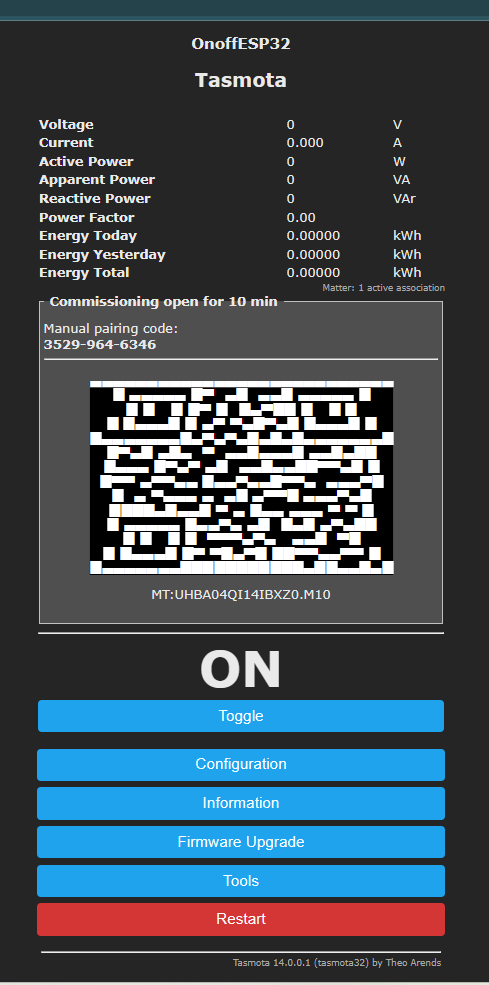 OnoffESP32
Tasmota
Voltage 0 V
Current 0.000 A
Active Power 0 W
Apparent Power 0 VA
Reactive Power 0 VAr
Power Factor 0.00
Energy Today 0.00000 kWh
Energy Yesterday 0.00000 kWh
Energy Total 0.00000 kWh
Matter: 1 active association
Commissioning open for 10 min
Manual pairing code:
3529-964-6346
MT:UHBA04QI14IBXZ0.M10
ON
Toggle
Configuration
Information
Firmware Upgrade
Tools
Restart
Tasmota 14.0.0.1 (tasmota32) by Theo Arends